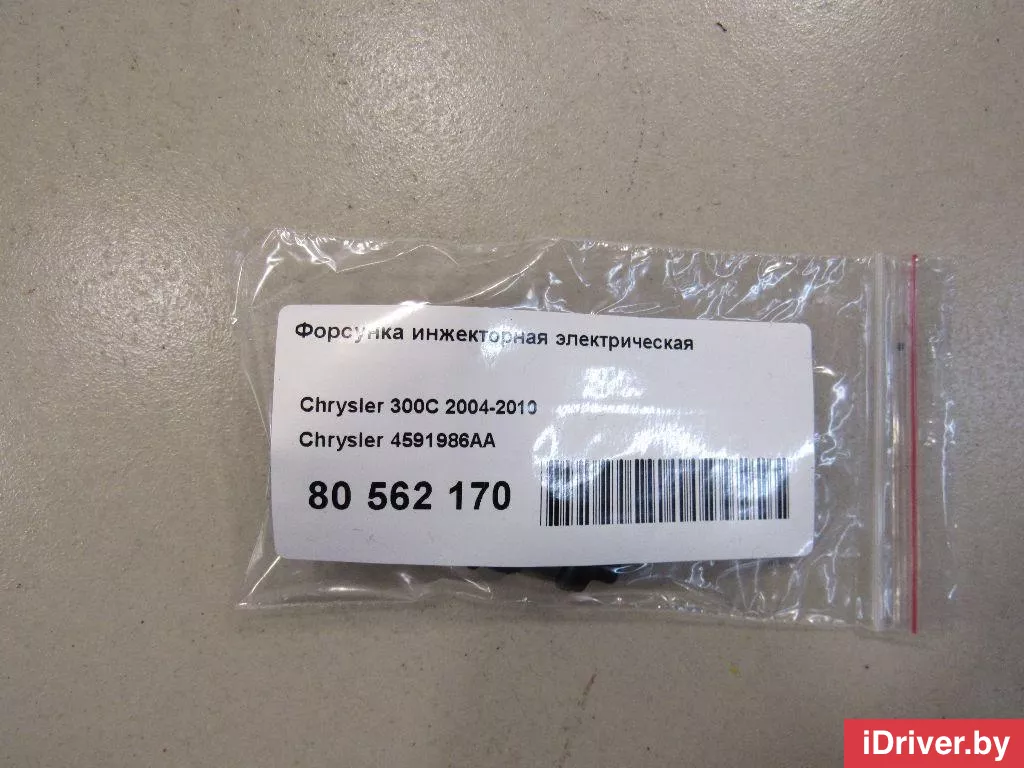 Форсунка инжекторная электрическая
Chrysler 300C 2004-2010
Chrysler 4591986AA
80 562 170
iDriver.by